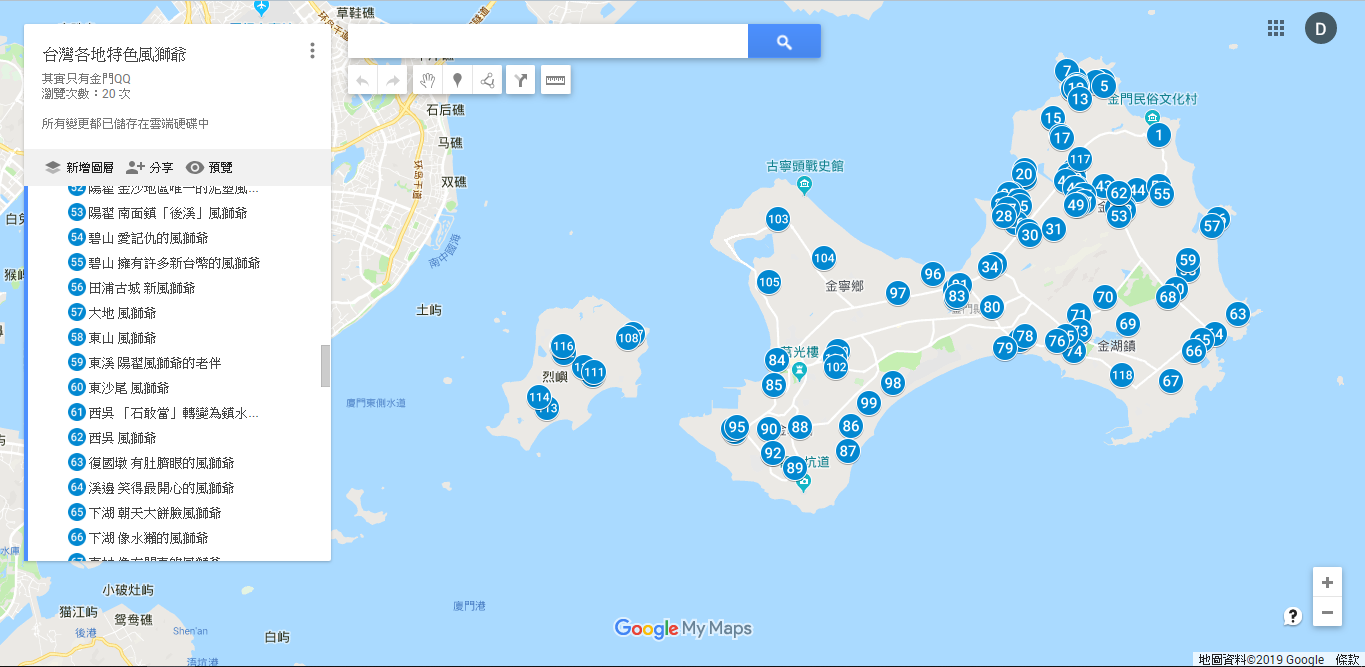 台灣各地特色風獅爺
其實只有金門QQ
瀏覽次數：20 次
所有變更都已儲存在雲端硬碟中
新增圖層 分享 預覽
52 陽翟 金沙地區唯一的泥塑風...
53 陽翟 南面鎮「後溪」風獅爺
54 碧山 愛記仇的風獅爺
55 碧山 擁有許多新台幣的風獅爺
56 田浦古城 新風獅爺
57 大地 風獅爺
58 東山 風獅爺
59 東溪 陽翟風獅爺的老伴
60 東沙尾 風獅爺
61 西吳 「石敢當」轉變為鎮水...
62 西吳 風獅爺
63 復國墩 有肚臍眼的風獅爺
64 溪邊 笑得最開心的風獅爺
65 下湖 朝天大餅臉風獅爺
66 下湖 像水獺的風獅爺
草鞋礁
石后礁
马礁
双礁
环岛干道
南中國海
土屿
廈門東側水道
廈門港
小破灶屿
猫江屿
鸳鸯礁
後港
Shen'an
白屿
浯坑港
水庫
烈嶼
116
108
111
114
113
古寧頭戰史館
103
104
105
金寧鄉
97
96
83
80
84
莒光樓
85
102
98
99
95
90
88
86
92
87
89
坑道
7
5
13
金門民俗文化村
15
17
1
117
20
44
62
55
49
53
28
30
31
57
34
59
70
68
63
71
69
73
79
78
76
74
金湖鎮
66
118
67
D
Google My Maps
地圖資料©2019 Google 條款